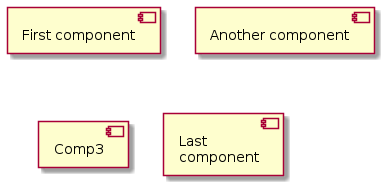 First component
Another component
Comp3
Last
component